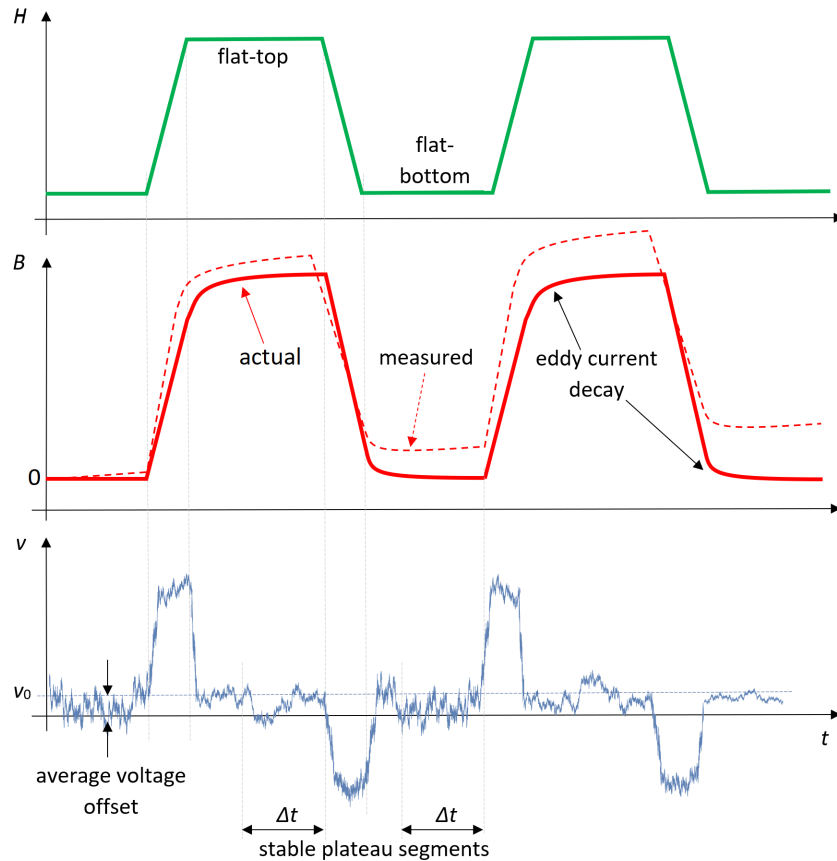 H
flat-top
flat-
bottom
B
actual
measured
eddy current
decay
0
v
v₀
t
average voltage
offset
Δt
Δt
stable plateau segments